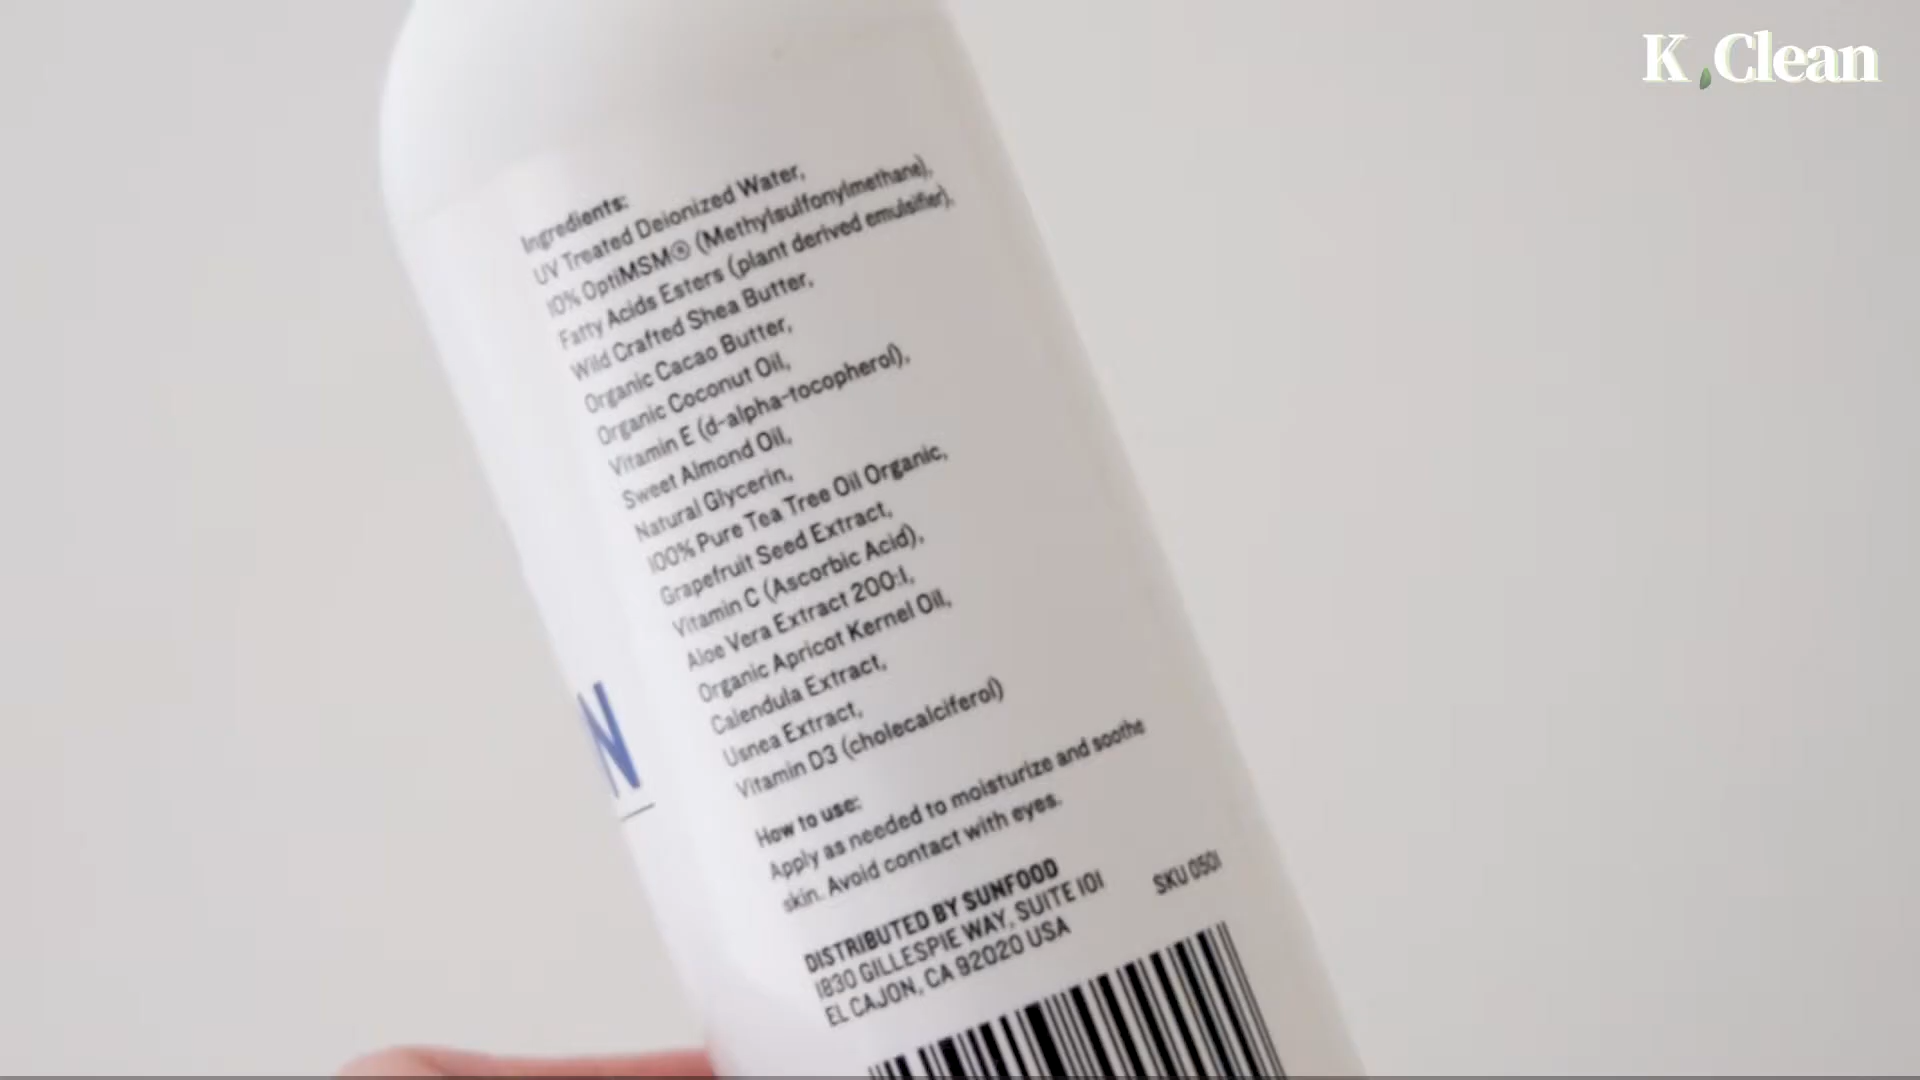 K Clean
Ingredients:
UV Treated Deionized Water,
10% OptiMSM® (Methylsulfonylmethane),
Fatty Acids Esters (plant derived emulsifier),
Wild Crafted Shea Butter,
Organic Cacao Butter,
Organic Coconut Oil,
Vitamin E (d-alpha-tocopherol),
Sweet Almond Oil,
Natural Glycerin,
100% Pure Tea Tree Oil Organic,
Grapefruit Seed Extract,
Vitamin C (Ascorbic Acid),
Aloe Vera Extract 200:1,
Organic Apricot Kernel Oil,
Calendula Extract,
Usnea Extract,
Vitamin D3 (cholecalciferol)
N
How to use:
Apply as needed to moisturize and soothe
skin. Avoid contact with eyes.
DISTRIBUTED BY SUNFOOD
1830 GILLESPIE WAY, SUITE 101
EL CAJON, CA 92020 USA
SKU 0501